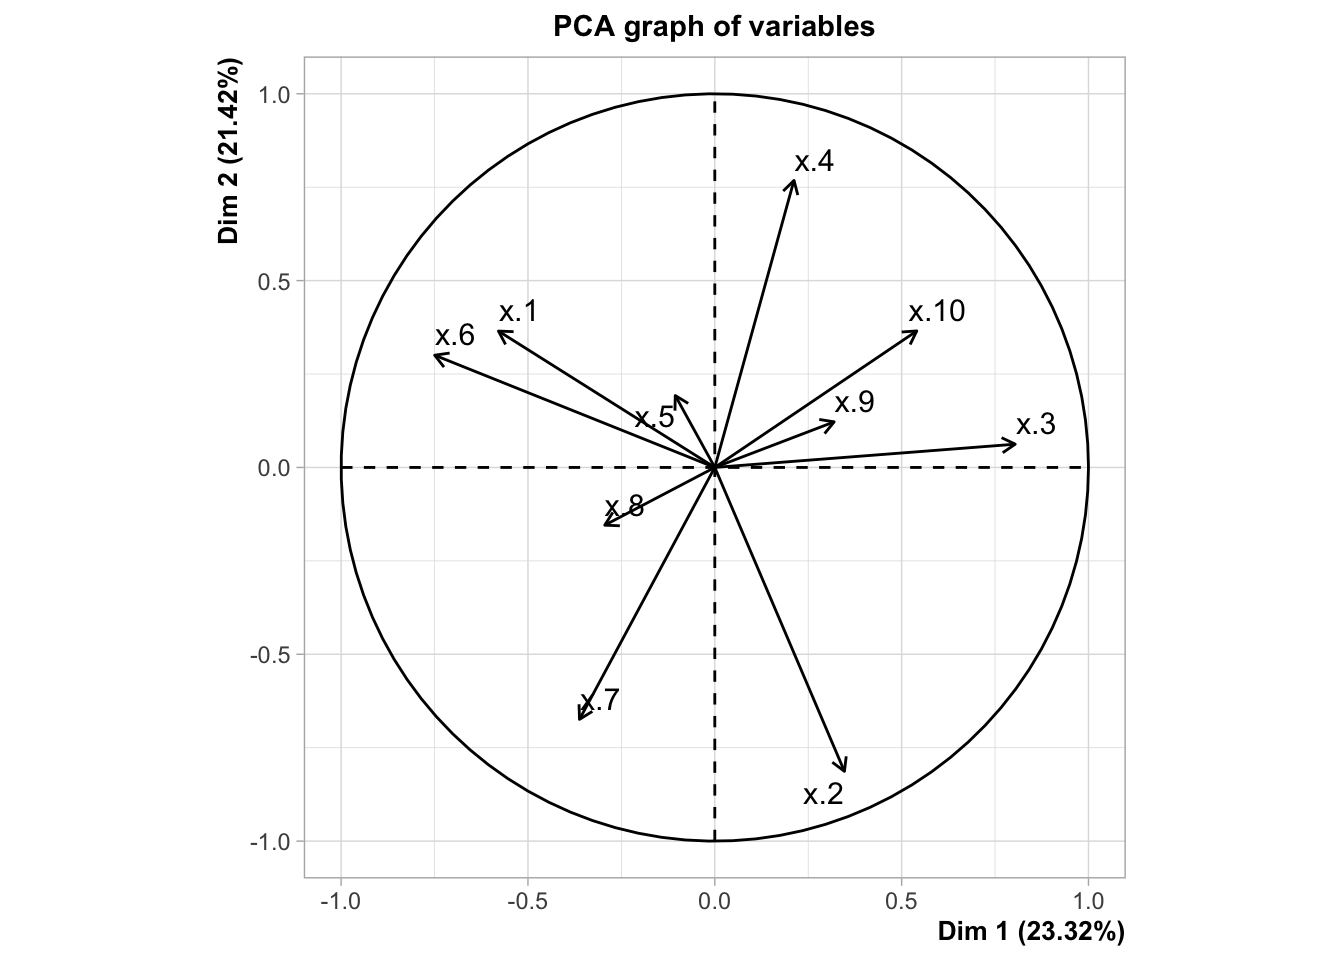 PCA graph of variables
Dim 2 (21.42%)
1.0
0.5
0.0
-0.5
-1.0
x.4
x.1
x.10
x.6
x.9
x.5
x.3
x.8
x.7
x.2
-1.0
-0.5
0.0
0.5
1.0
Dim 1 (23.32%)